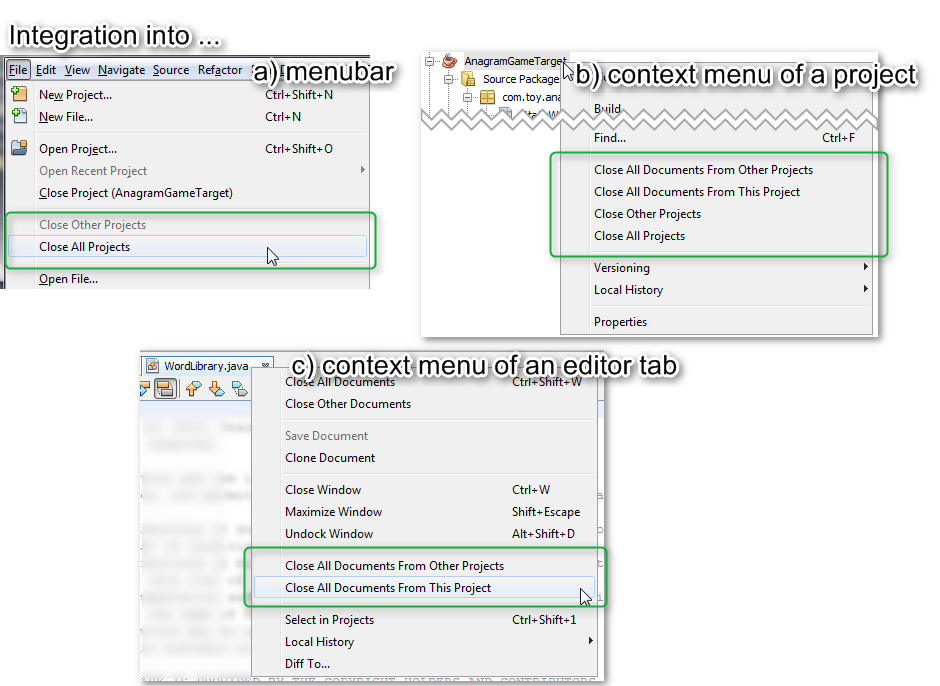 Integration into ...
File Edit View Navigate Source Refactor
a) menubar
New Project... Ctrl+Shift+N
New File... Ctrl+N
Open Project... Ctrl+Shift+O
Open Recent Project
Close Project (AnagramGameTarget)
Close Other Projects
Close All Projects
Open File...
AnagramGameTarget
b) context menu of a project
Source Package
com.toy.ana
Build
Find... Ctrl+F
Close All Documents From Other Projects
Close All Documents From This Project
Close Other Projects
Close All Projects
Versioning
Local History
Properties
WordLibrary.java
c) context menu of an editor tab
Close All Documents Ctrl+Shift+W
Close Other Documents
Save Document
Clone Document
Close Window Ctrl+W
Maximize Window Shift+Escape
Undock Window Alt+Shift+D
Close All Documents From Other Projects
Close All Documents From This Project
Select in Projects Ctrl+Shift+1
Local History
Diff To...
COPYRIGHT HOLDERS AND CONTRIBUTORS